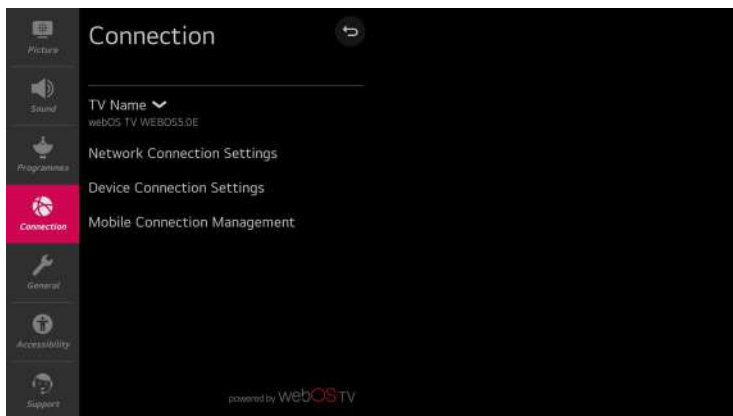 Picture
Sound
Programmes
Connection
General
Accessibility
Support
Connection
TV Name
webOS TV WEBOS5.0E
Network Connection Settings
Device Connection Settings
Mobile Connection Management
powered by webOS TV